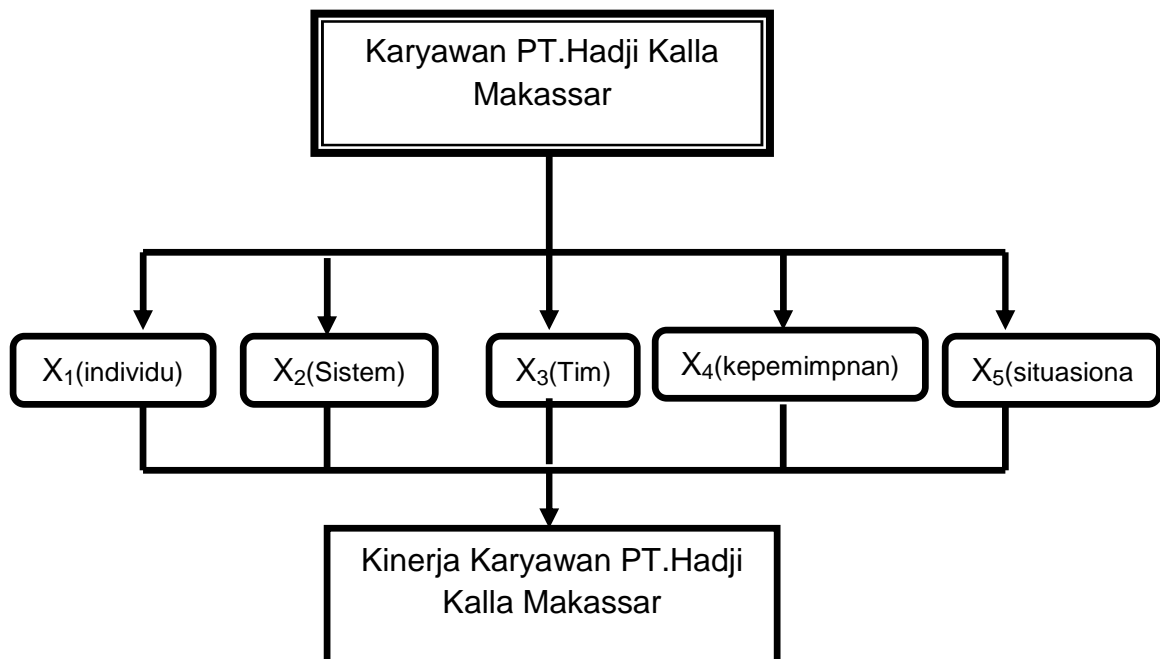 Karyawan PT.Hadji Kalla
Makassar
X₁(individu)
X₂(Sistem)
X₃(Tim)
X₄(kepemimpnan)
X₅(situasiona
Kinerja Karyawan PT.Hadji
Kalla Makassar